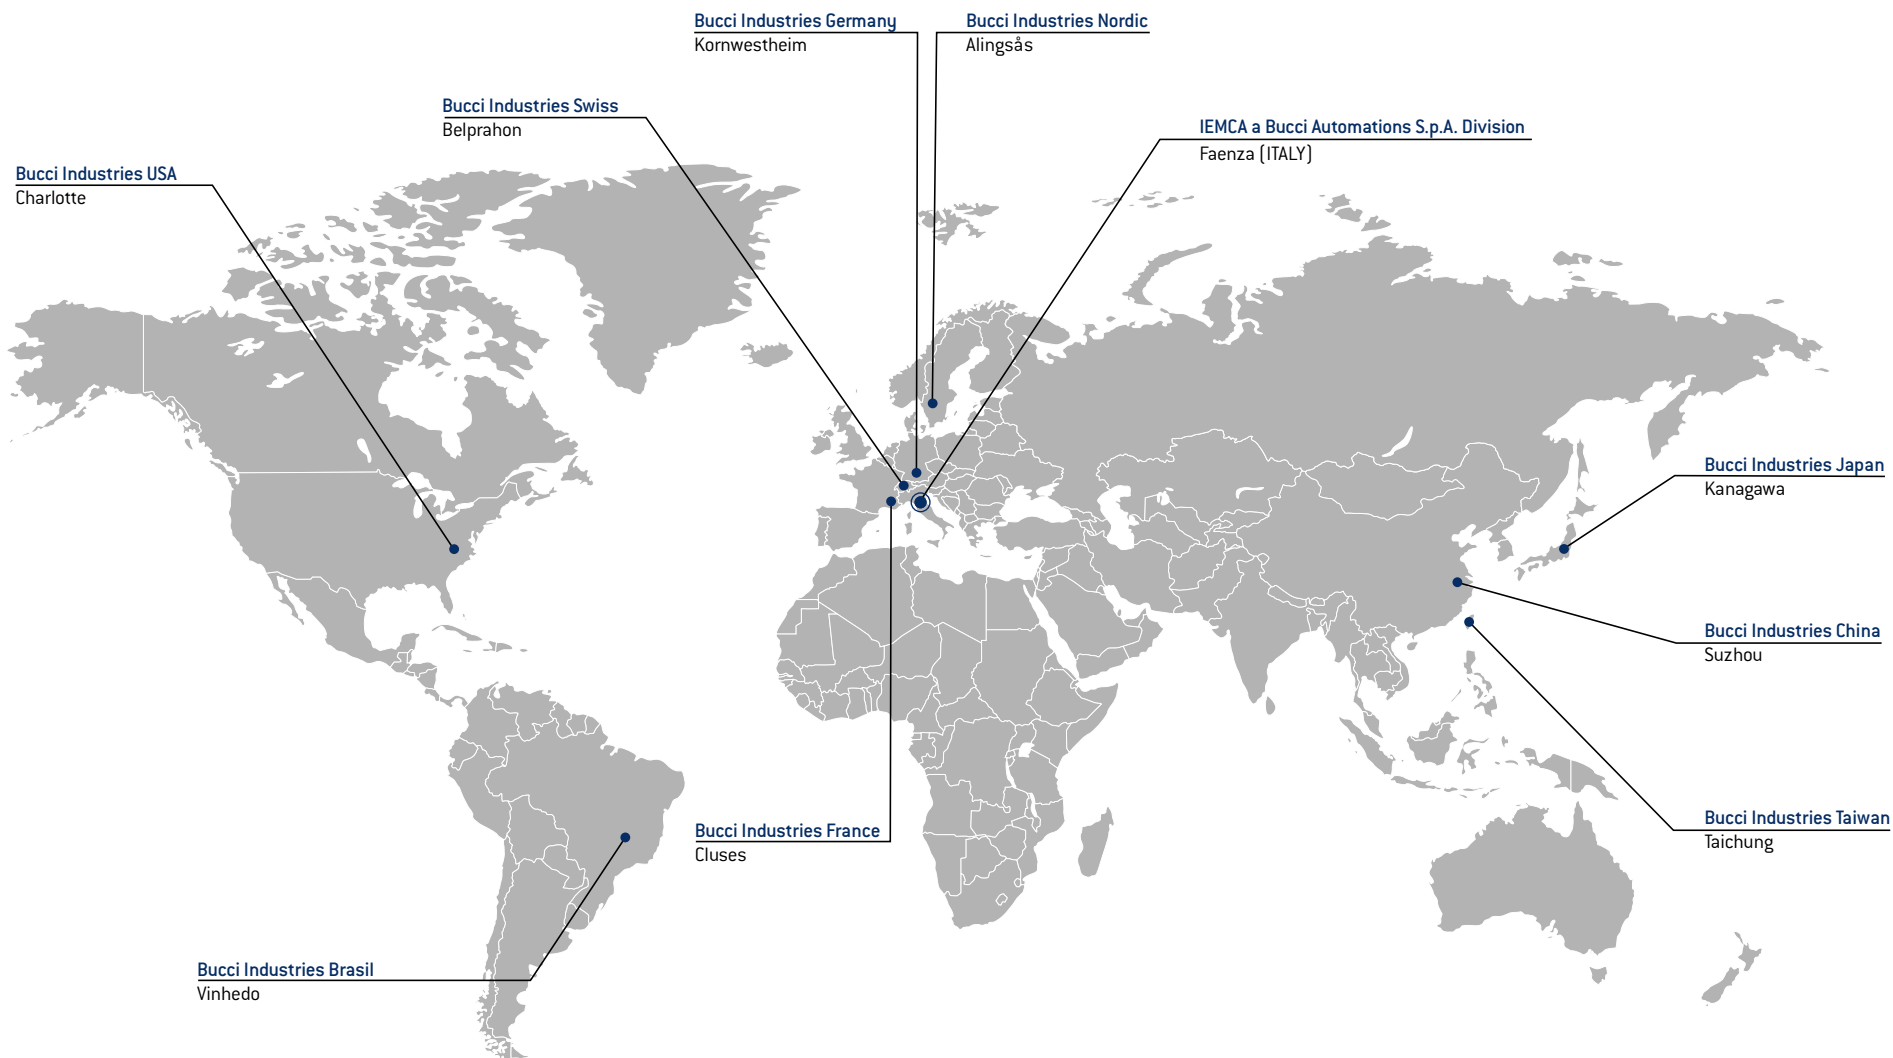 Bucci Industries Germany
Kornwestheim
Bucci Industries Nordic
Alingsås
Bucci Industries Swiss
Belprahon
IEMCA a Bucci Automations S.p.A. Division
Faenza (ITALY)
Bucci Industries USA
Charlotte
Bucci Industries Japan
Kanagawa
Bucci Industries China
Suzhou
Bucci Industries Taiwan
Taichung
Bucci Industries France
Cluses
Bucci Industries Brasil
Vinhedo